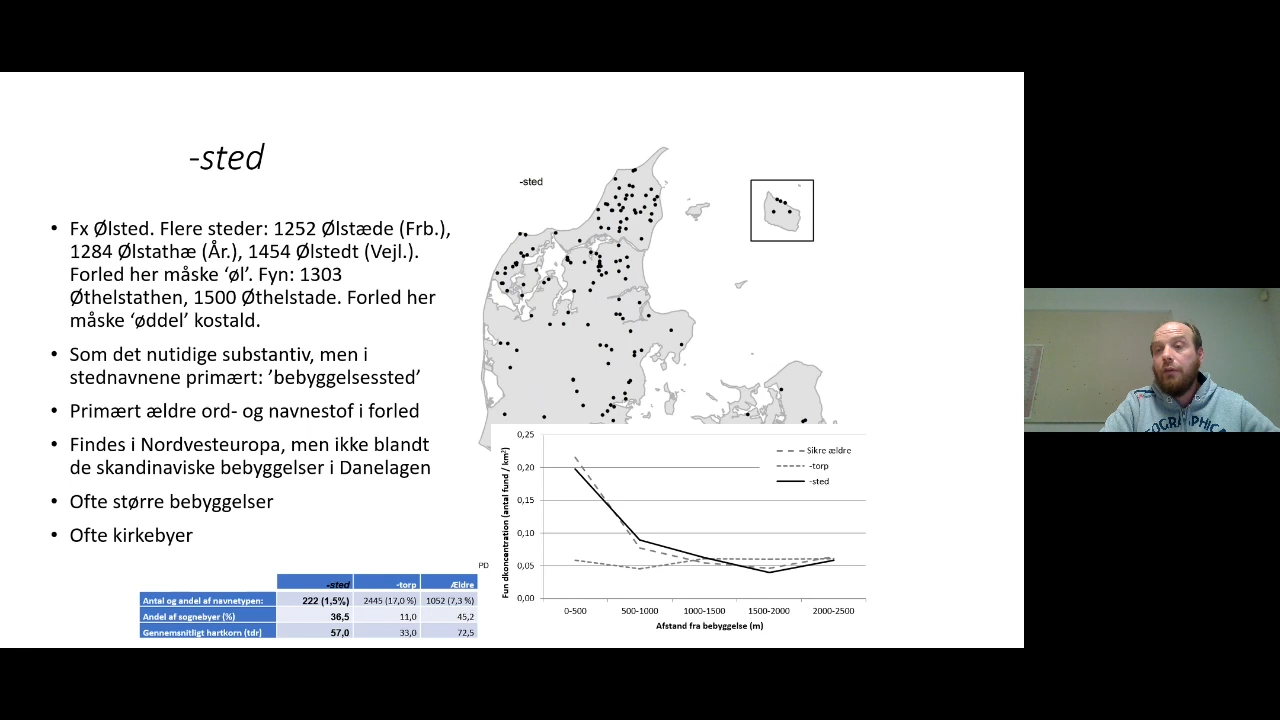 -sted
• Fx Ølsted. Flere steder: 1252 Ølstæde (Frb.),
1284 Ølstathæ (År.), 1454 Ølstedt (Vejl.).
Forled her måske ‘øl’. Fyn: 1303
Øthelstathen, 1500 Øthelstade. Forled her
måske ‘øddel’ kostald.
• Som det nutidige substantiv, men i
stednavnene primært: ’bebyggelsessted’
• Primært ældre ord- og navnestof i forled
• Findes i Nordvesteuropa, men ikke blandt
de skandinaviske bebyggelser i Danelagen
• Ofte større bebyggelser
• Ofte kirkebyer
-sted -torp Ældre
Antal og andel af navnetypen: 222 (1,5%) 2445 (17,0 %) 1052 (7,3 %)
Andel af sognebyer (%) 36,5 11,0 45,2
Gennemsnitligt hartkorn (tdr) 57,0 33,0 72,5
-sted
PD
Fun dkoncentration (antal fund / km²)
0,25
0,20
0,15
0,10
0,05
0,00
Sikre ældre
-torp
-sted
0-500 500-1000 1000-1500 1500-2000 2000-2500
Afstand fra bebyggelse (m)